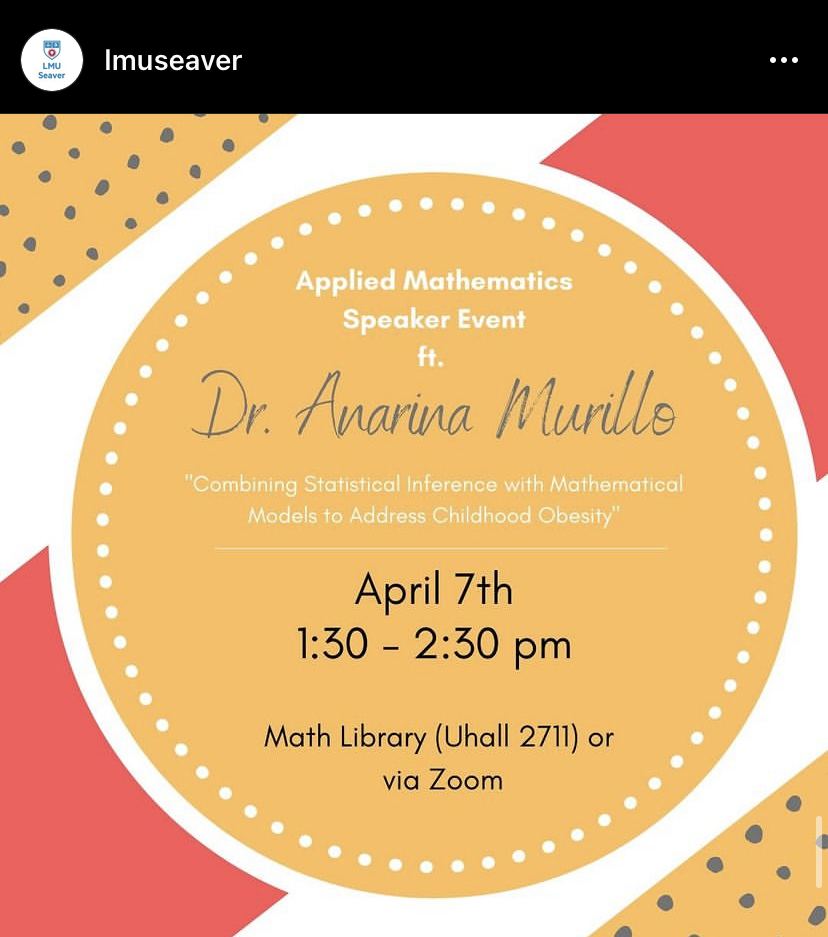 LMU
Seaver
lmuseaver
Applied Mathematics
Speaker Event
ft.
Dr. Anarina Murillo
"Combining Statistical Inference with Mathematical
Models to Address Childhood Obesity"
April 7th
1:30 - 2:30 pm
Math Library (Uhall 2711) or
via Zoom